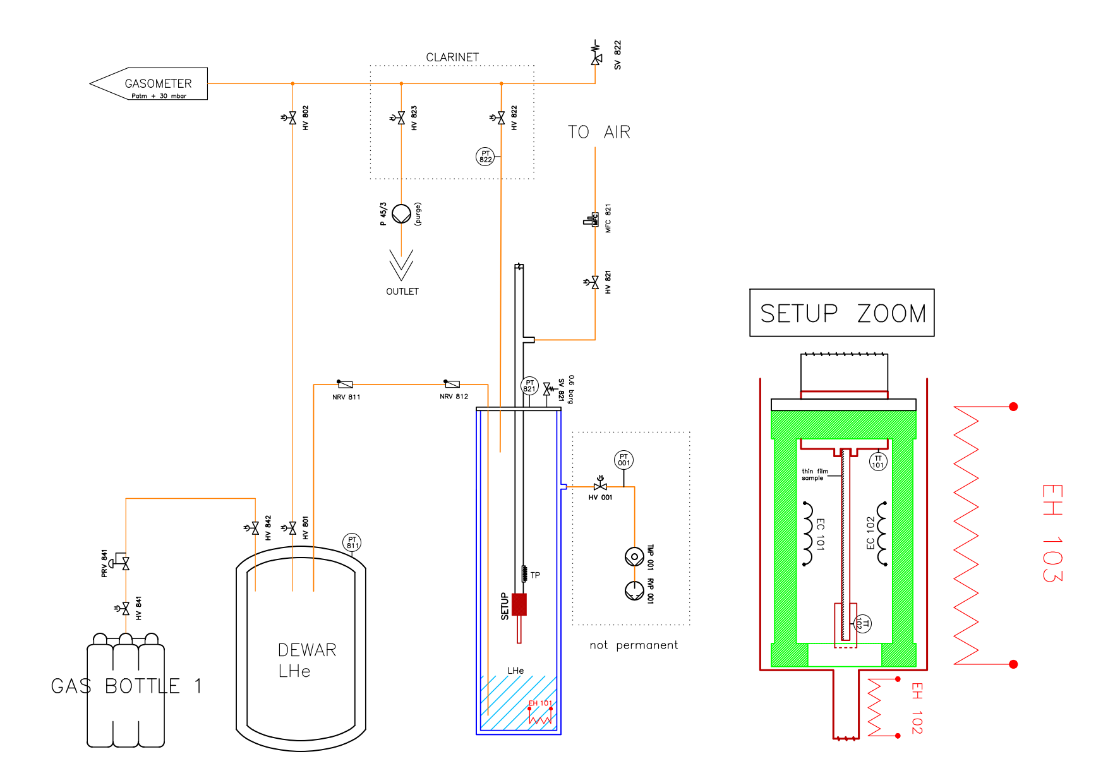 CLARINET
SV 822
GASOMETER
Patm + 30 mbar
HV 802
HV 823
HV 822
TO AIR
PT
822
P 45/3
(purge)
MFC 821
OUTLET
HV 821
SETUP ZOOM
NRV 811
NRV 812
PT
821
SV 821
0,6 barg
PT
001
HV 001
TT
101
thin film
sample
EH 103
EC 101
EC 102
HV 842
HV 801
PT
811
PRV 841
HV 841
TMP 001
RVP 001
TP
SETUP
TT
102
not permanent
DEWAR
LHe
LHe
GAS BOTTLE 1
EH 101
EH 102